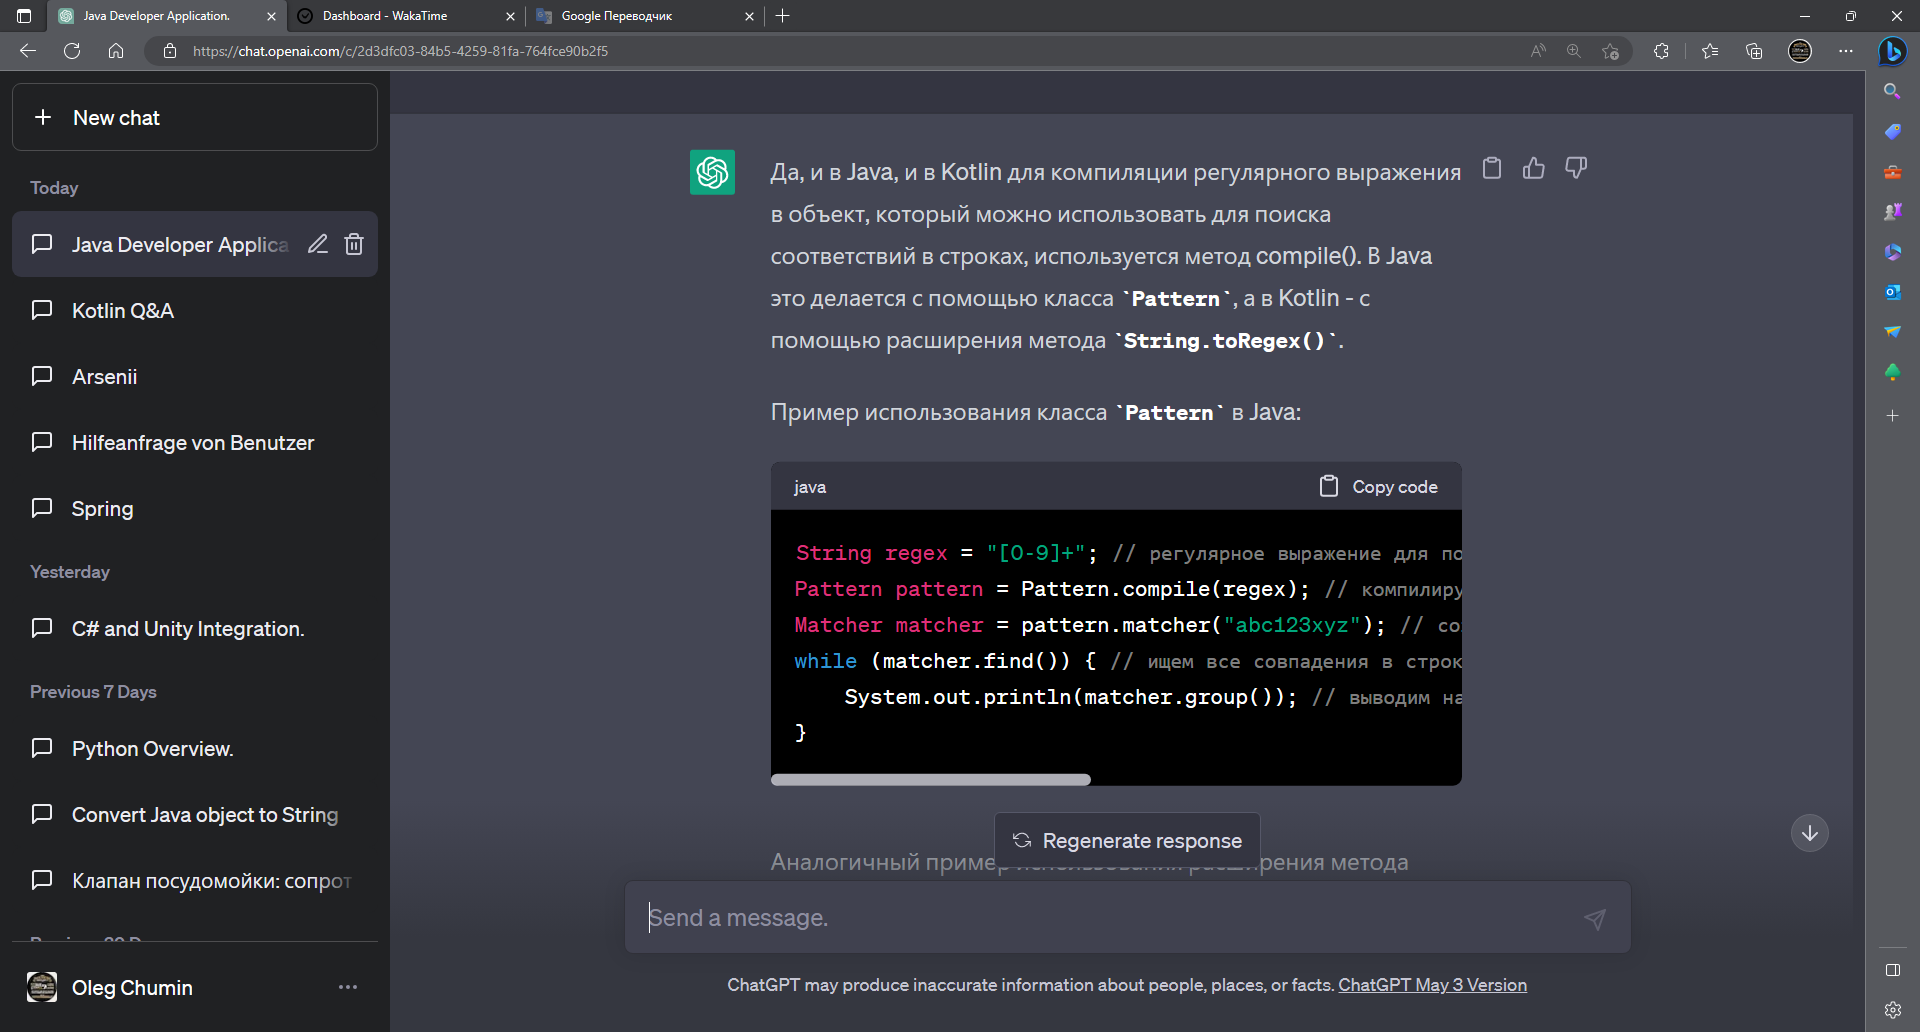 Java Developer Application.
Dashboard - WakaTime
Google Переводчик
https://chat.openai.com/c/2d3dfc03-84b5-4259-81fa-764fce90b2f5
New chat
Today
Java Developer Applica
Kotlin Q&A
Arsenii
Hilfeanfrage von Benutzer
Spring
Yesterday
C# and Unity Integration.
Previous 7 Days
Python Overview.
Convert Java object to String
Клапан посудомойки: сопрот
Oleg Chumin
Да, и в Java, и в Kotlin для компиляции регулярного выражения
в объект, который можно использовать для поиска
соответствий в строках, используется метод compile(). В Java
это делается с помощью класса `Pattern`, а в Kotlin - с
помощью расширения метода `String.toRegex()`.
Пример использования класса `Pattern` в Java:
java
Copy code
String regex = "[0-9]+"; // регулярное выражение для по
Pattern pattern = Pattern.compile(regex); // компилиру
Matcher matcher = pattern.matcher("abc123xyz"); // со
while (matcher.find()) { // ищем все совпадения в строк
System.out.println(matcher.group()); // выводим на
}
Regenerate response
Аналогичный пример использования расширения метода
Send a message.
ChatGPT may produce inaccurate information about people, places, or facts. ChatGPT May 3 Version